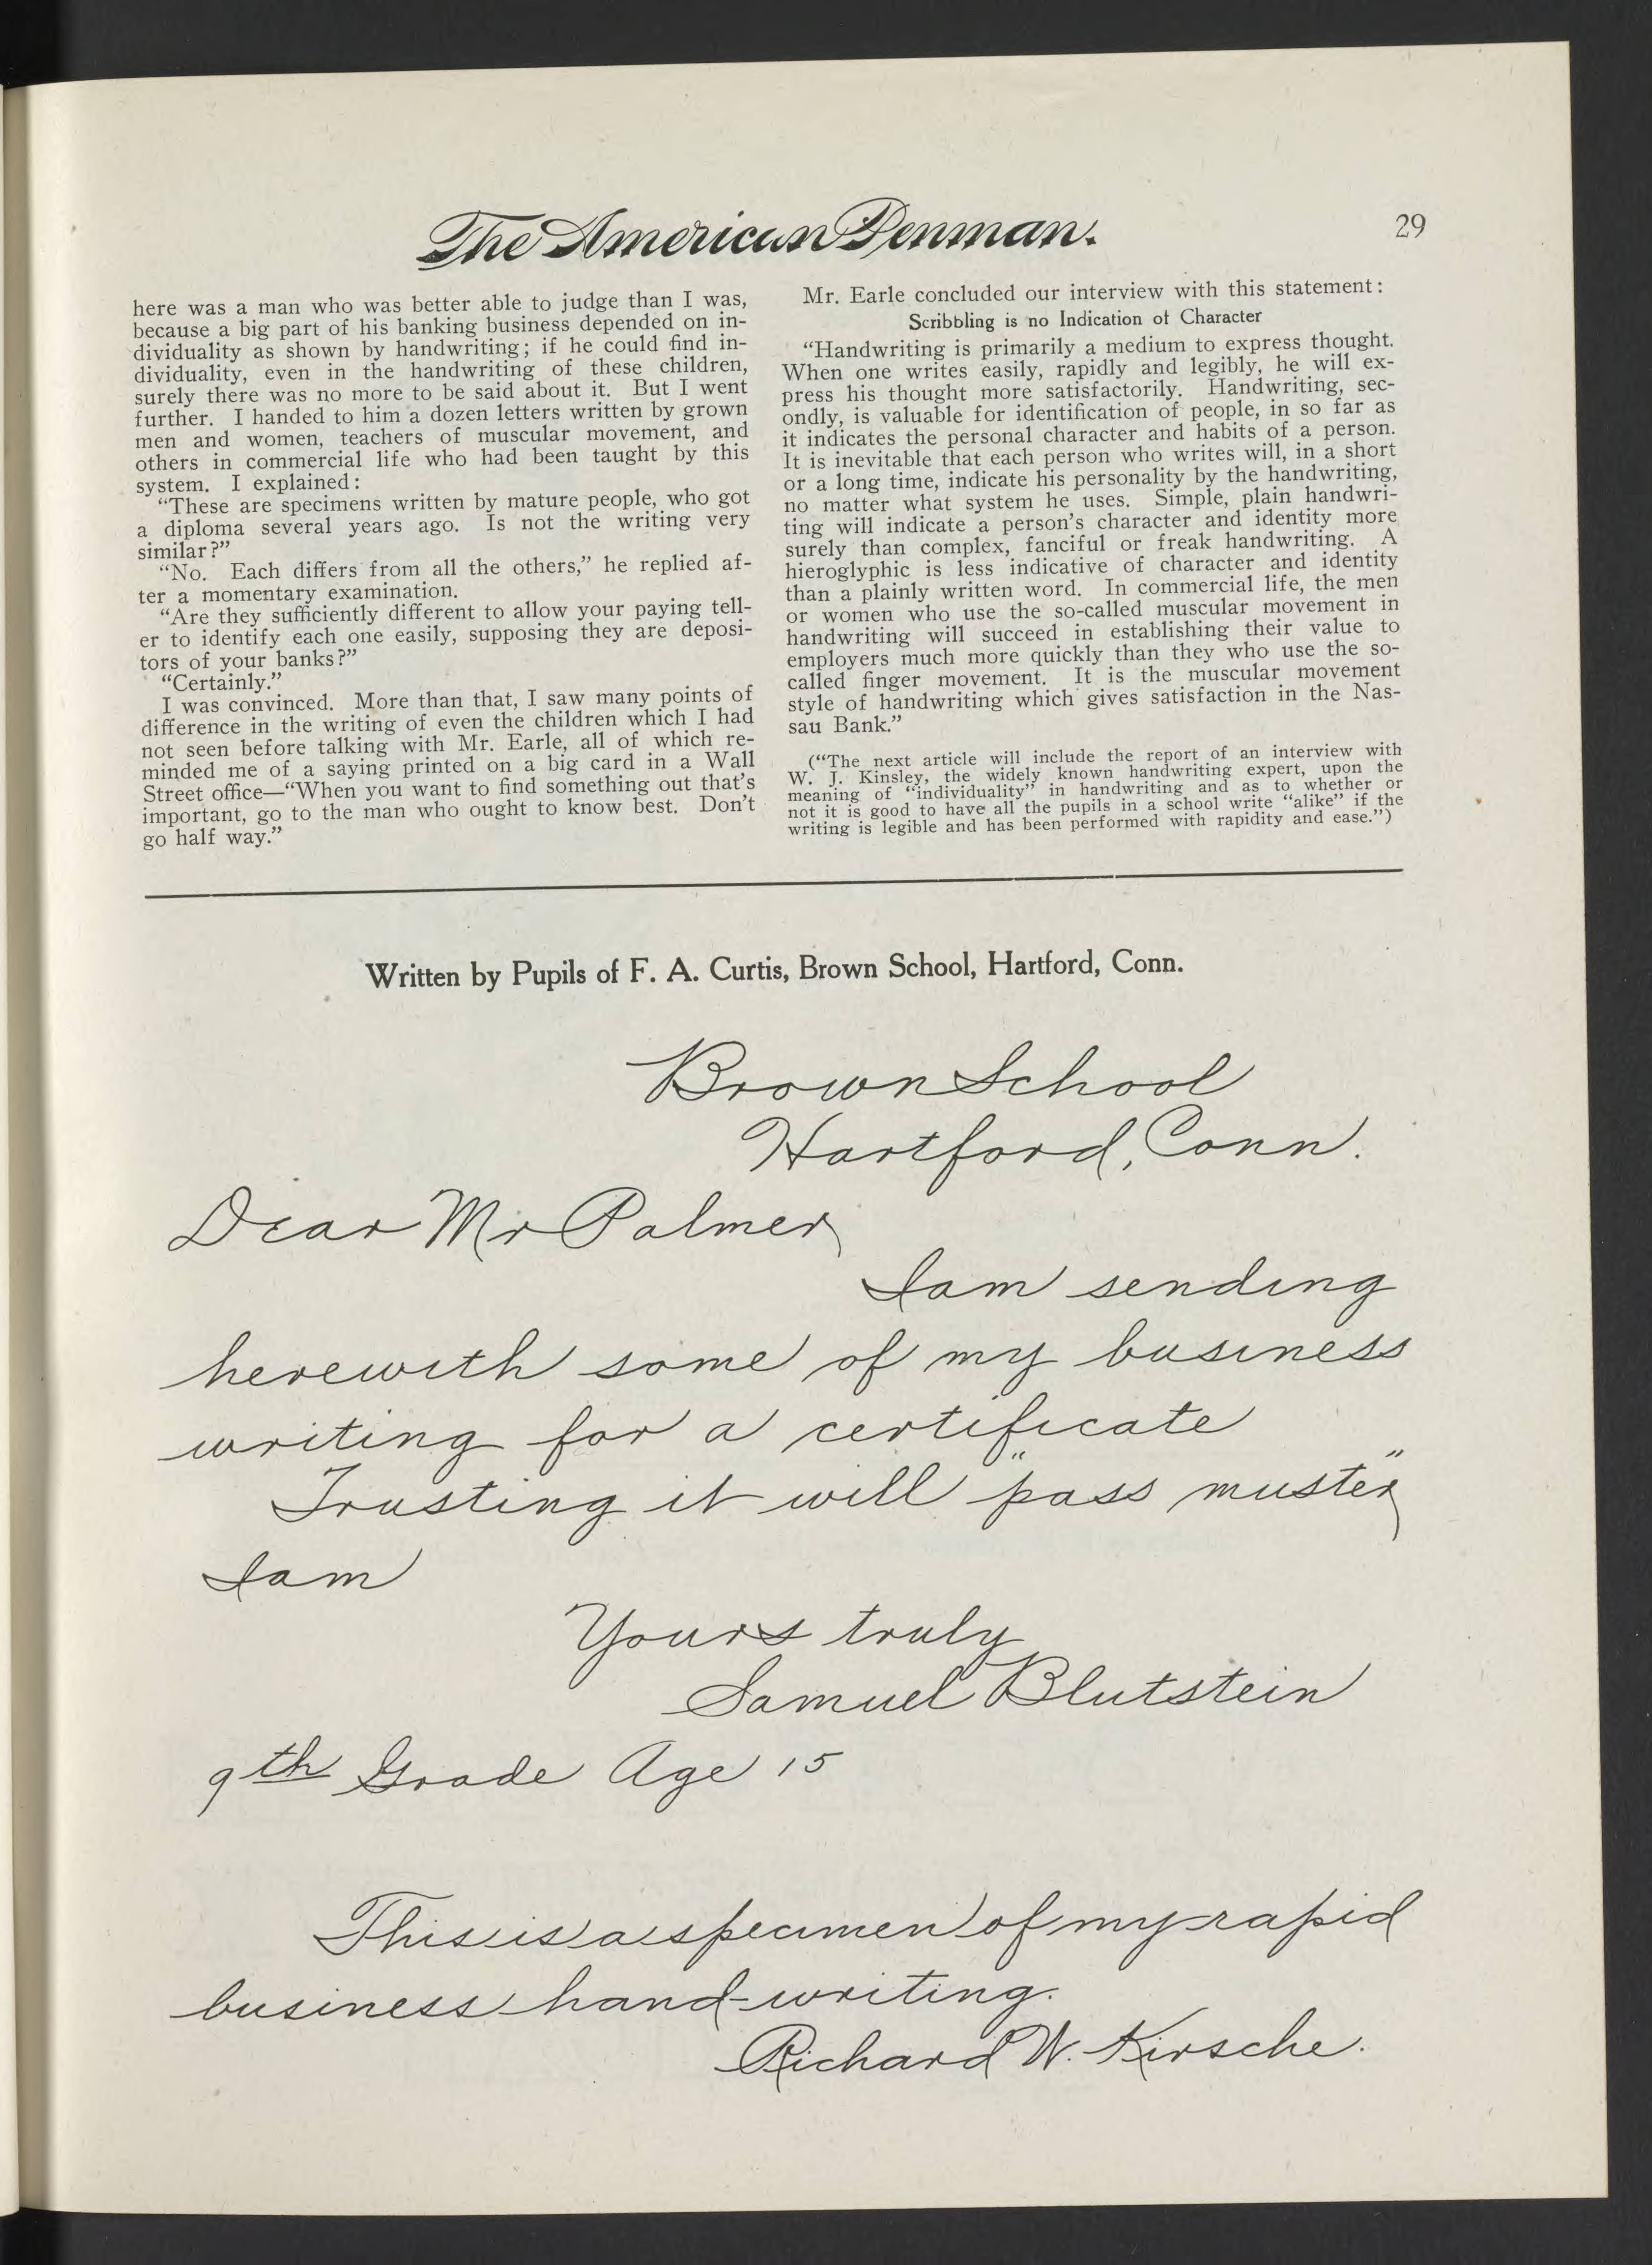 The American Penman.
29
here was a man who was better able to judge than I was,
because a big part of his banking business depended on in-
dividuality as shown by handwriting; if he could find in-
dividuality, even in the handwriting of these children,
surely there was no more to be said about it. But I went
further. I handed to him a dozen letters written by grown
men and women, teachers of muscular movement, and
others in commercial life who had been taught by this
system. I explained:
"These are specimens written by mature people, who got
a diploma several years ago. Is not the writing very
similar?"
"No. Each differs from all the others," he replied af-
ter a momentary examination.
"Are they sufficiently different to allow your paying tell-
er to identify each one easily, supposing they are deposi-
tors of your banks?"
"Certainly."
I was convinced. More than that, I saw many points of
difference in the writing of even the children which I had
not seen before talking with Mr. Earle, all of which re-
minded me of a saying printed on a big card in a Wall
Street office—"When you want to find something out that's
important, go to the man who ought to know best. Don't
go half way."
Mr. Earle concluded our interview with this statement:
Scribbling is no Indication of Character
"Handwriting is primarily a medium to express thought.
When one writes easily, rapidly and legibly, he will ex-
press his thought more satisfactorily. Handwriting, sec-
ondly, is valuable for identification of people, in so far as
it indicates the personal character and habits of a person.
It is inevitable that each person who writes will, in a short
or a long time, indicate his personality by the handwriting,
no matter what system he uses. Simple, plain handwri-
ting will indicate a person's character and identity more
surely than complex, fanciful or freak handwriting. A
hieroglyphic is less indicative of character and identity
than a plainly written word. In commercial life, the men
or women who use the so-called muscular movement in
handwriting will succeed in establishing their value to
employers much more quickly than they who use the so-
called finger movement. It is the muscular movement
style of handwriting which gives satisfaction in the Nas-
sau Bank."
("The next article will include the report of an interview with
W. J. Kinsley, the widely known handwriting expert, upon the
meaning of "individuality" in handwriting and as to whether or
not it is good to have all the pupils in a school write "alike" if the
writing is legible and has been performed with rapidity and ease.")
Written by Pupils of F. A. Curtis, Brown School, Hartford, Conn.
Brown School
Hartford, Conn.
Dear Mr Palmer
I am sending
herewith some of my business
writing for a certificate
Trusting it will "pass muster"
I am
Yours truly
Samuel Blutstein
9th Grade Age 15
This is a specimen of my rapid
business hand-writing.
Richard W. Kirsche.